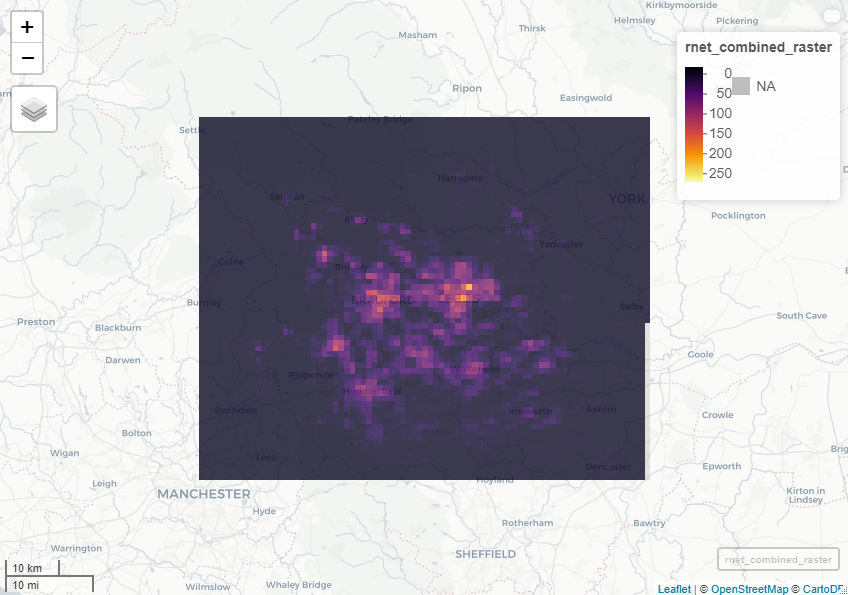 +
−
Kirkbymoorside
Helmsley
Pickering
Masham
Thirsk
rnet_combined_raster
0
50
100
150
200
250
NA
Ripon
Easingwold
Settle
Pateley Bridge
Harrogate
Skipton
YORK
Pocklington
Tadcaster
Colne
Bingley
BRADFORD
Burnley
Selby
Preston
Blackburn
South Cave
Darwen
Goole
Ripponden
Wakefield
Huddersfield
Rochdale
Askern
Crowle
Bolton
Wigan
Lees
Doncaster
Epworth
Leigh
Hoyland
MANCHESTER
Kirton in
Lindsey
Hyde
Rotherham
Bawtry
Warrington
SHEFFIELD
rnet_combined_raster
10 km
10 mi
Wilmslow
Whaley Bridge
Leaflet | © OpenStreetMap © CartoDB